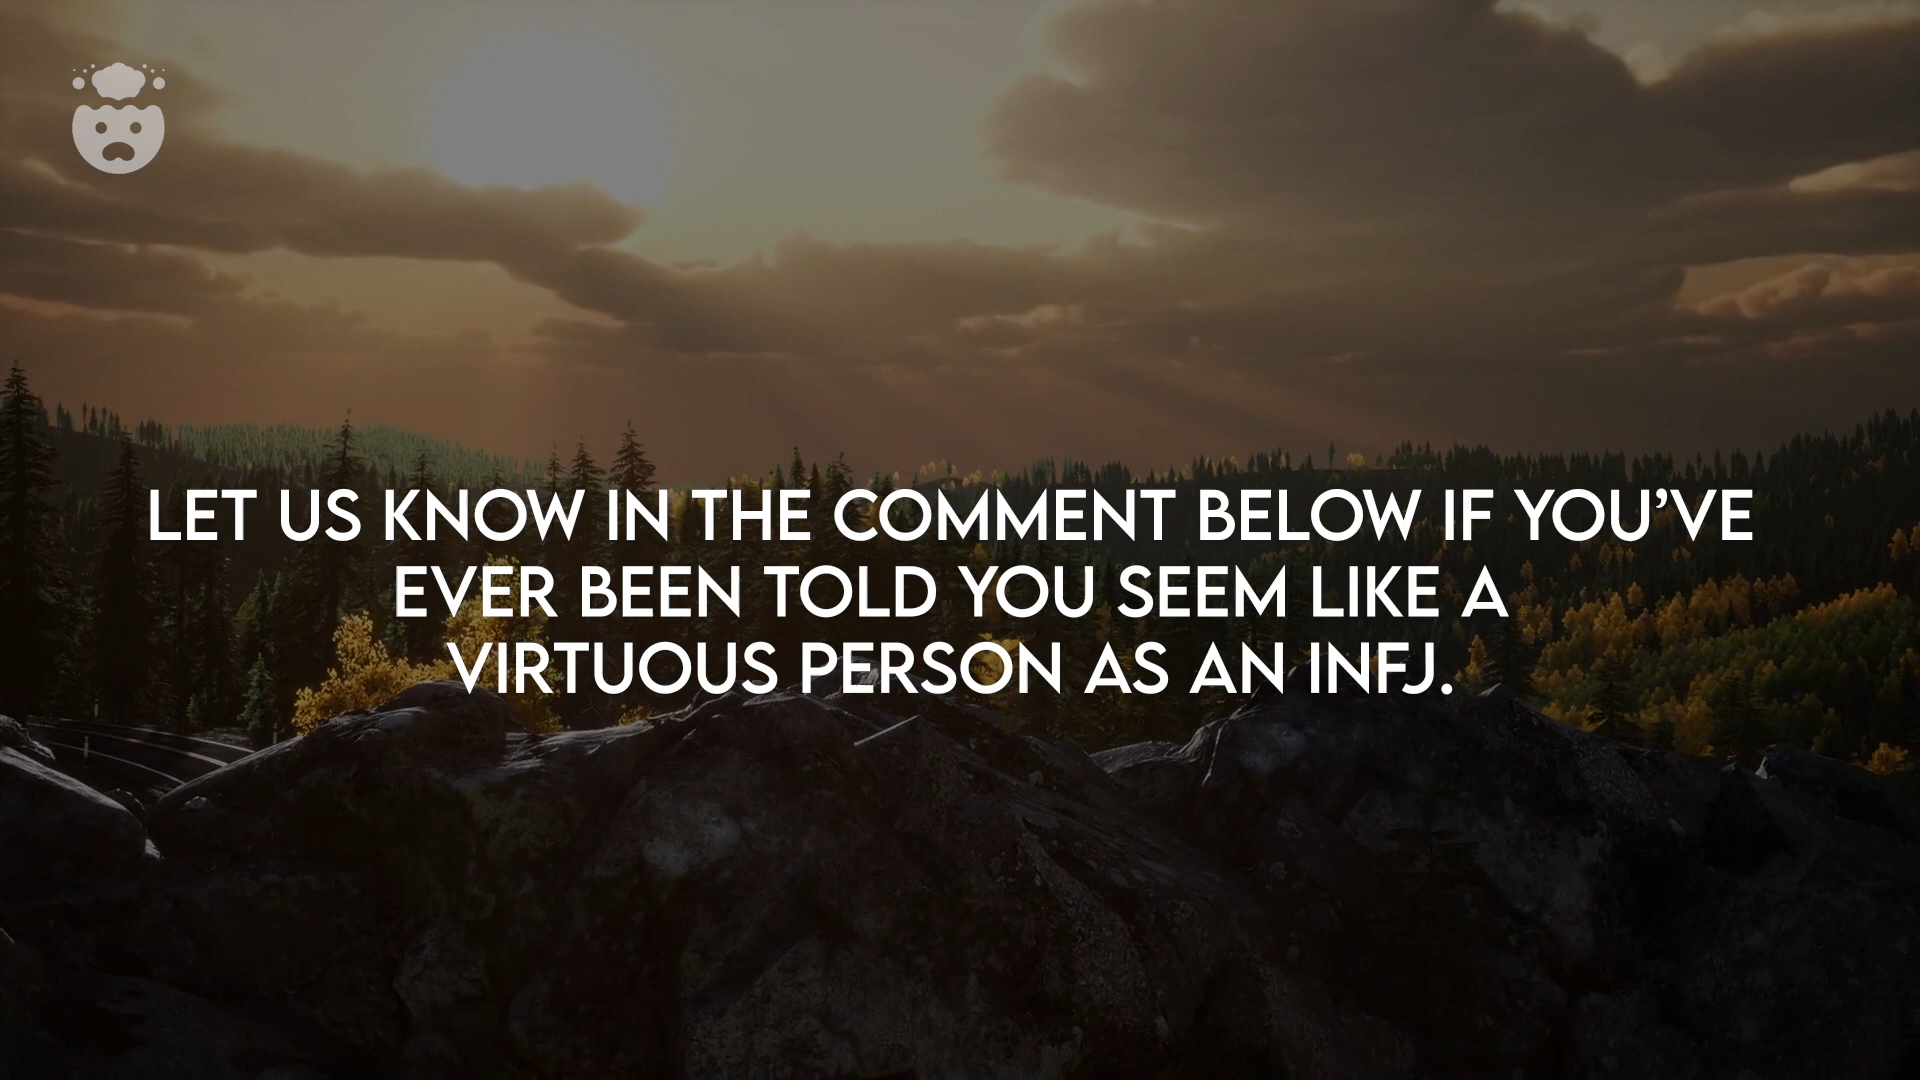 LET US KNOW IN THE COMMENT BELOW IF YOU’VE
EVER BEEN TOLD YOU SEEM LIKE A
VIRTUOUS PERSON AS AN INFJ.